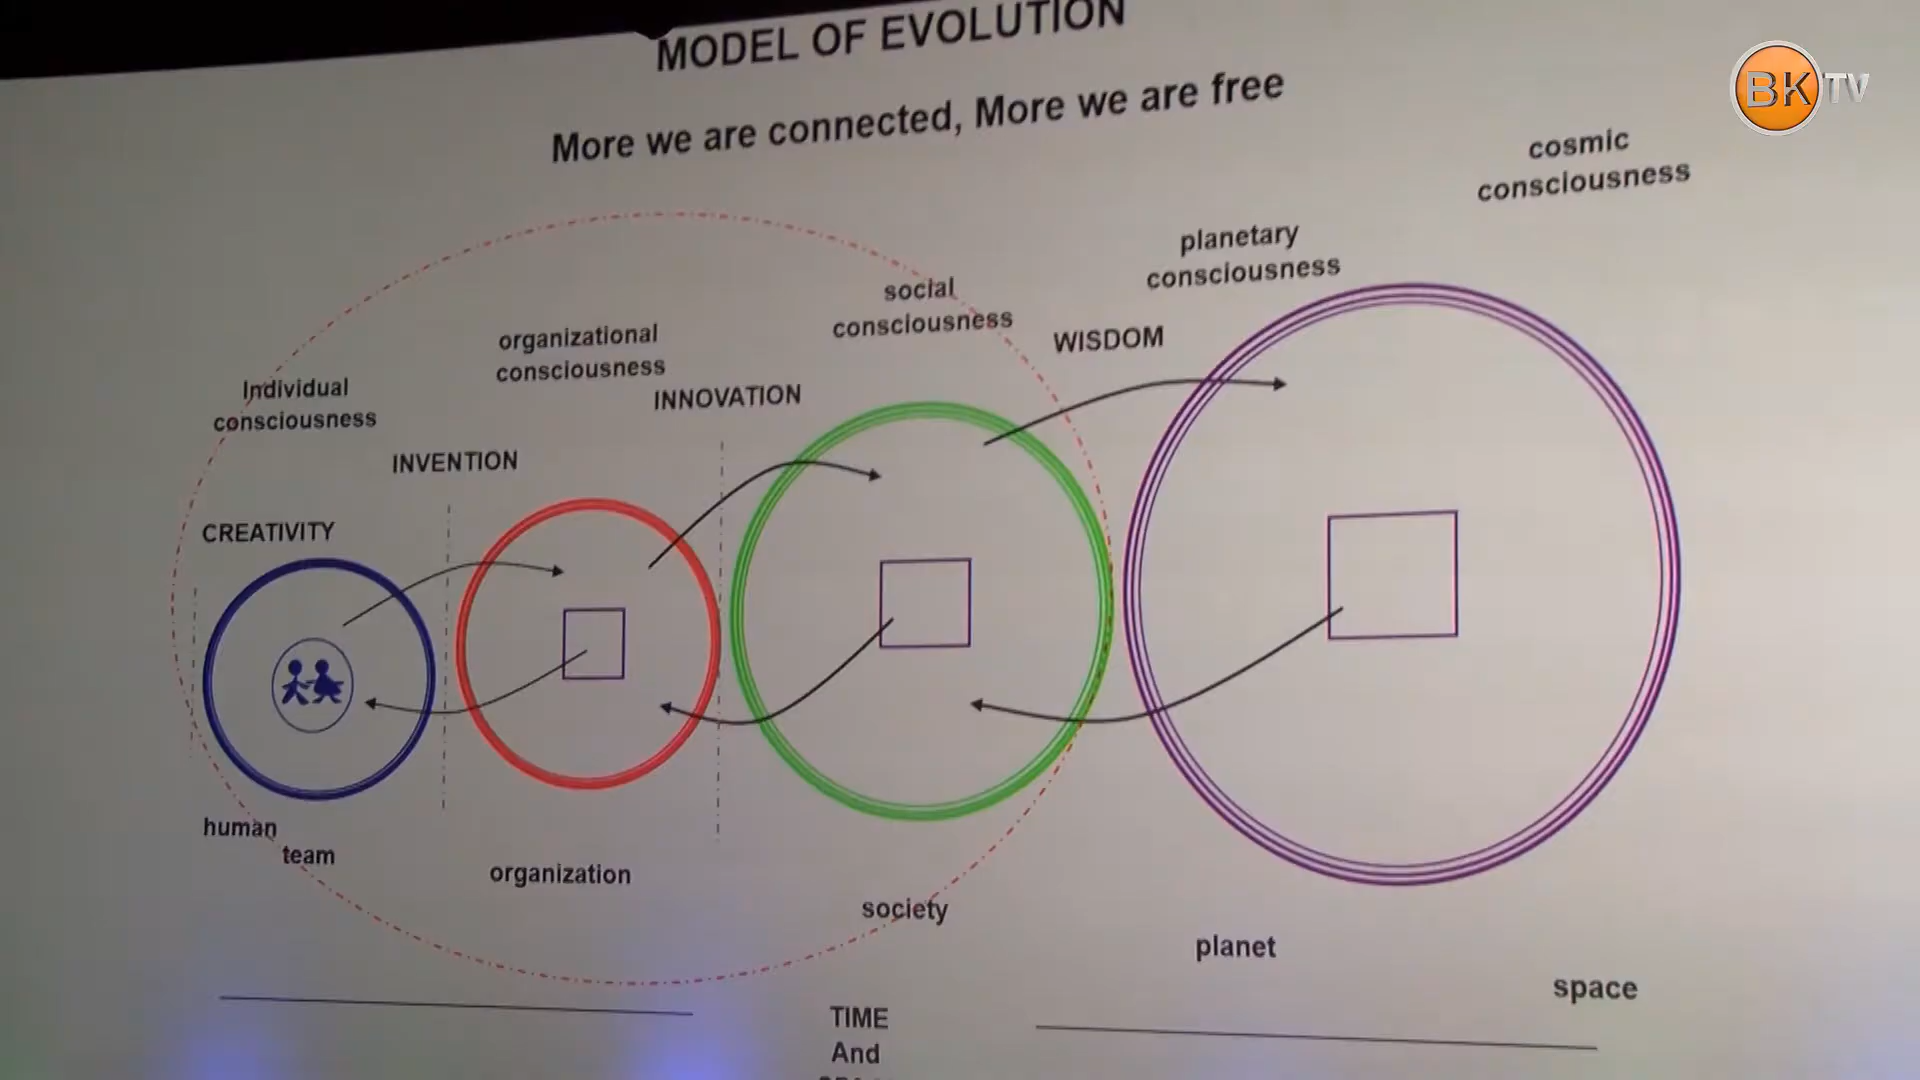 MODEL OF EVOLUTION
BK TV
More we are connected, More we are free
cosmic
consciousness
planetary
consciousness
social
consciousness
WISDOM
organizational
consciousness
Individual
consciousness
INNOVATION
INVENTION
CREATIVITY
human
team
organization
society
planet
space
TIME
And